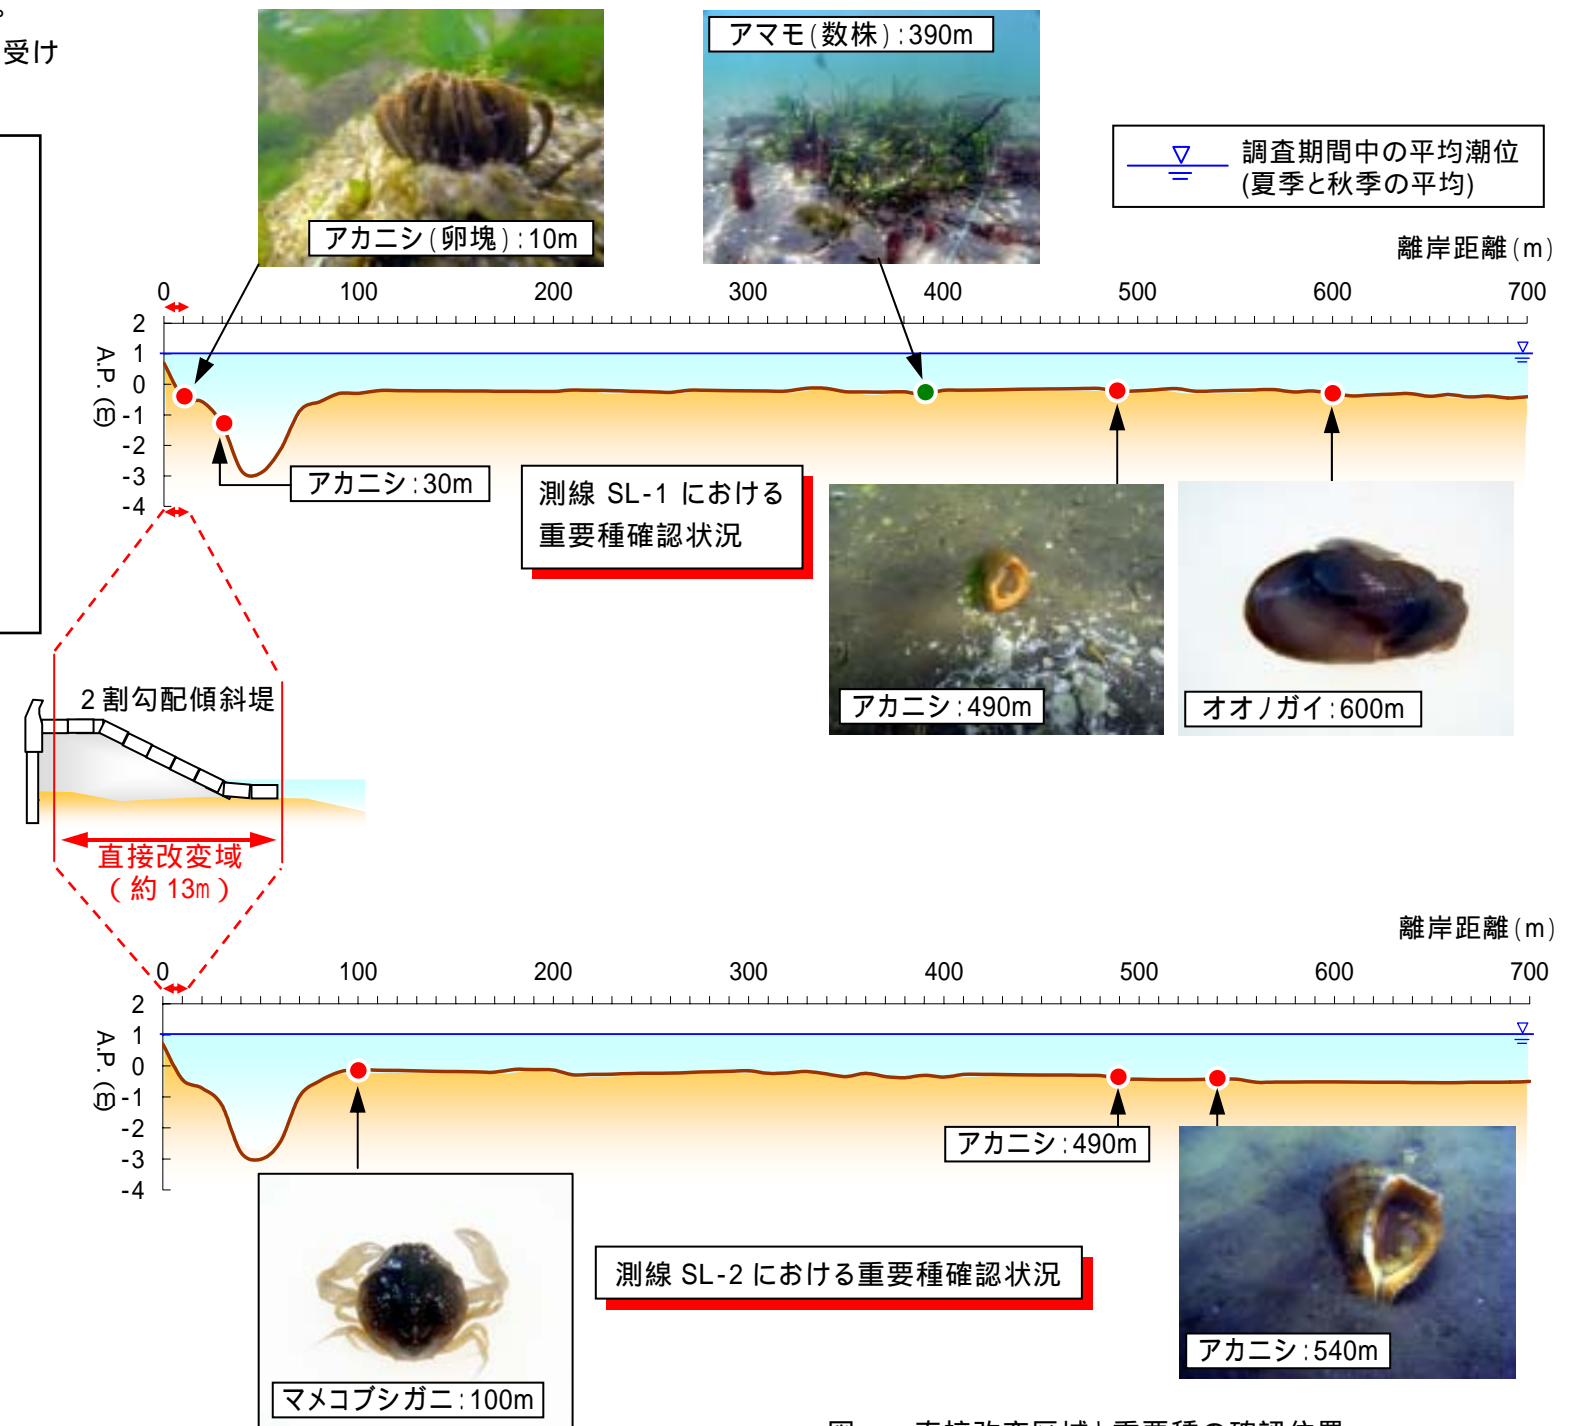 受け
アマモ(数株):390m
調査期間中の平均潮位
(夏季と秋季の平均)
アカニシ(卵塊):10m
離岸距離(m)
0 100 200 300 400 500 600 700
2
1
0
-1
-2
-3
-4
A.P. (m)
アカニシ:30m
測線 SL-1 における
重要種確認状況
アカニシ:490m
オオノガイ:600m
2割勾配傾斜堤
直接改変域
(約 13m)
離岸距離(m)
0 100 200 300 400 500 600 700
2
1
0
-1
-2
-3
-4
A.P. (m)
アカニシ:490m
測線 SL-2 における重要種確認状況
アカニシ:540m
マメコブシガニ:100m